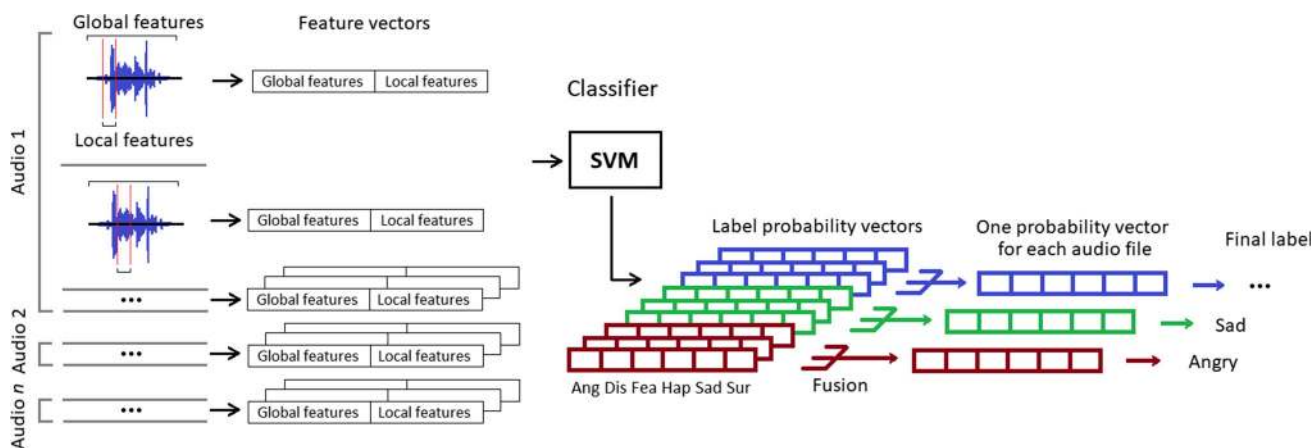 Global features
Feature vectors
Global features Local features
Local features
Audio 1
Global features Local features
...
Global features Local features
Audio 2
...
Global features Local features
Audio n
...
Global features Local features
Classifier
SVM
Label probability vectors
One probability vector
for each audio file
Final label
...
Sad
Angry
Ang Dis Fea Hap Sad Sur
Fusion